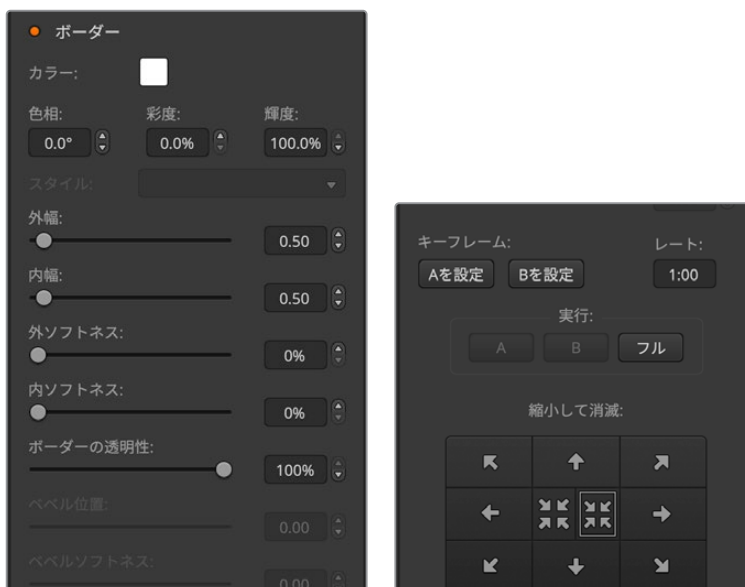 ボーダー
カラー:
色相: 彩度: 輝度:
0.0° 0.0% 100.0%
スタイル:
外幅:
0.50
内幅:
0.50
外ソフトネス:
0%
内ソフトネス:
0%
ボーダーの透明性:
100%
ベベル位置:
0.00
ベベルソフトネス:
0.00
キーフレーム: レート:
Aを設定 Bを設定 1:00
実行:
A B フル
縮小して消滅: